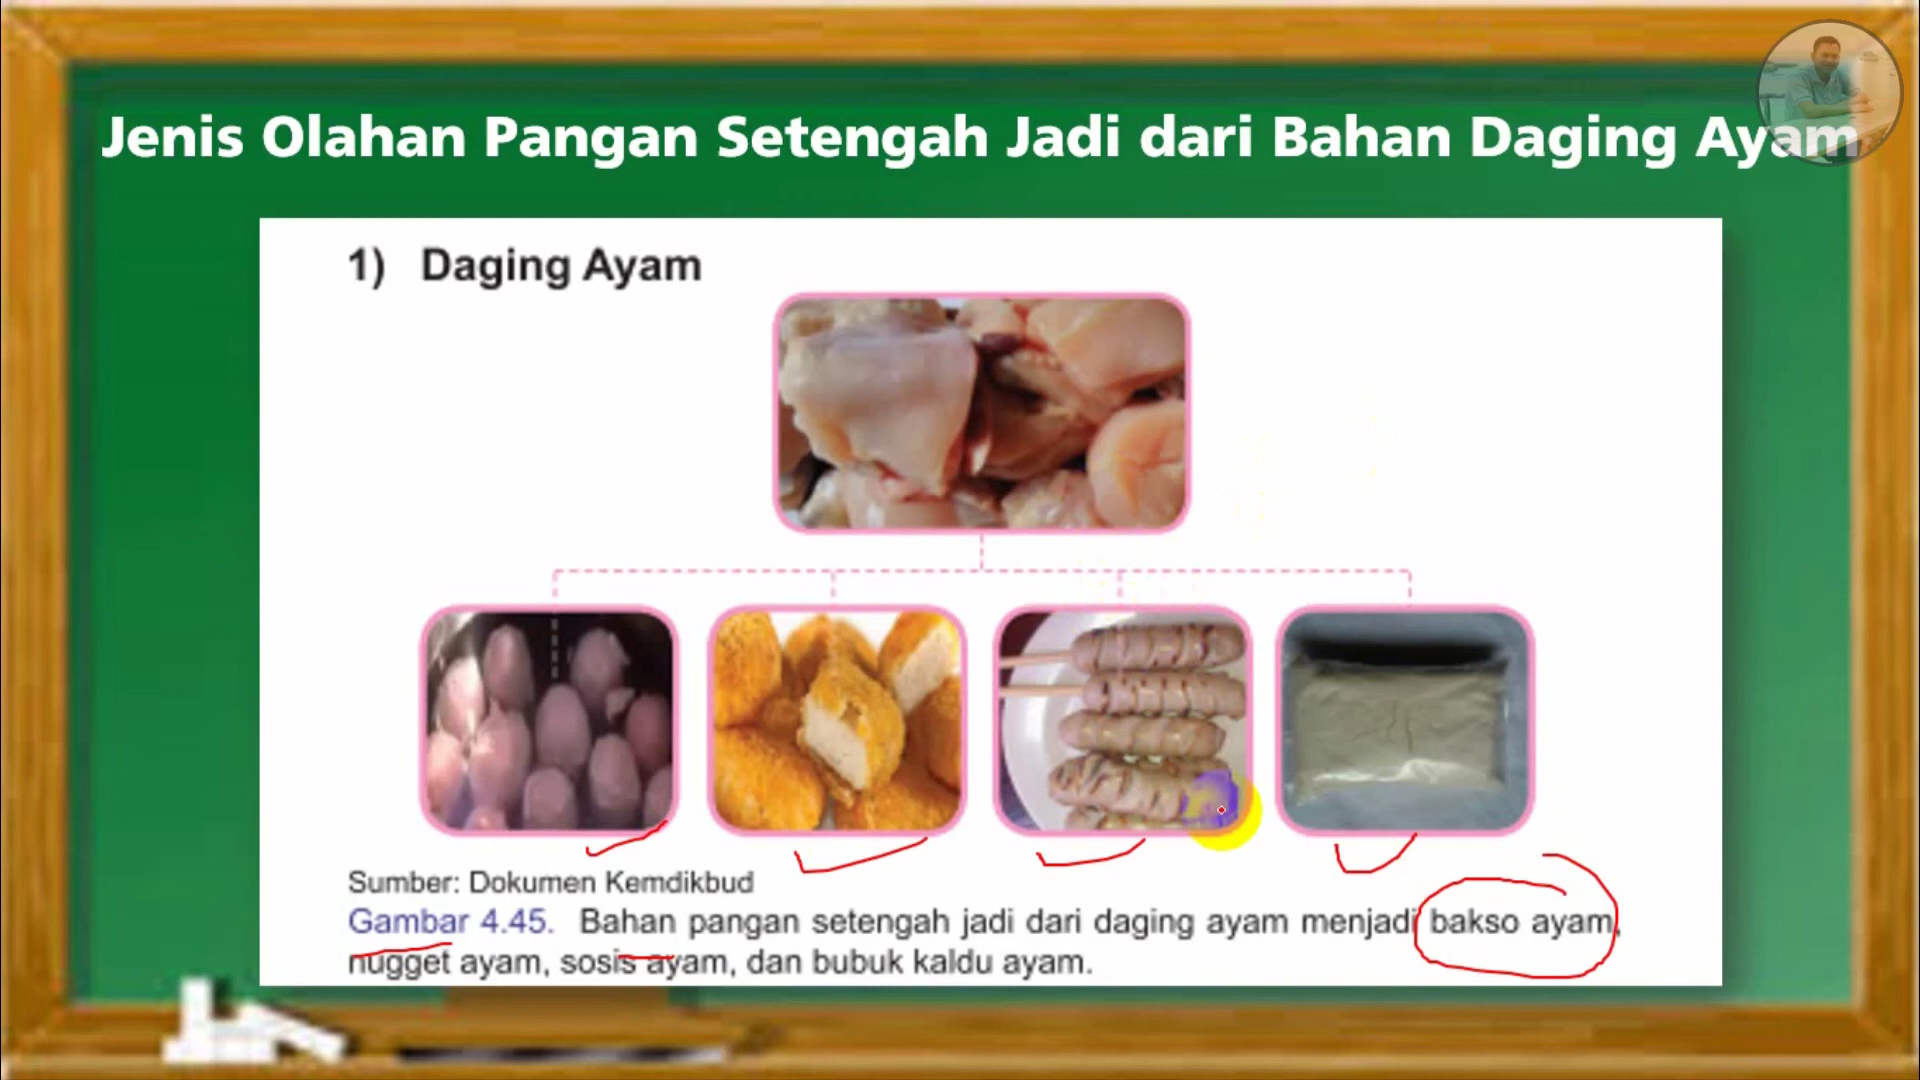 Jenis Olahan Pangan Setengah Jadi dari Bahan Daging Ayam
1) Daging Ayam
Sumber: Dokumen Kemdikbud
Gambar 4.45. Bahan pangan setengah jadi dari daging ayam menjadi bakso ayam,
nugget ayam, sosis ayam, dan bubuk kaldu ayam.